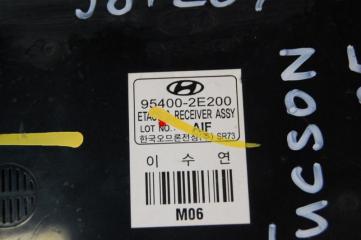 95400-2E200
RECEIVER ASSY
LOT NO. AIF
한국오므론전장(주) SR73
이 수 연
M06
TUCSON